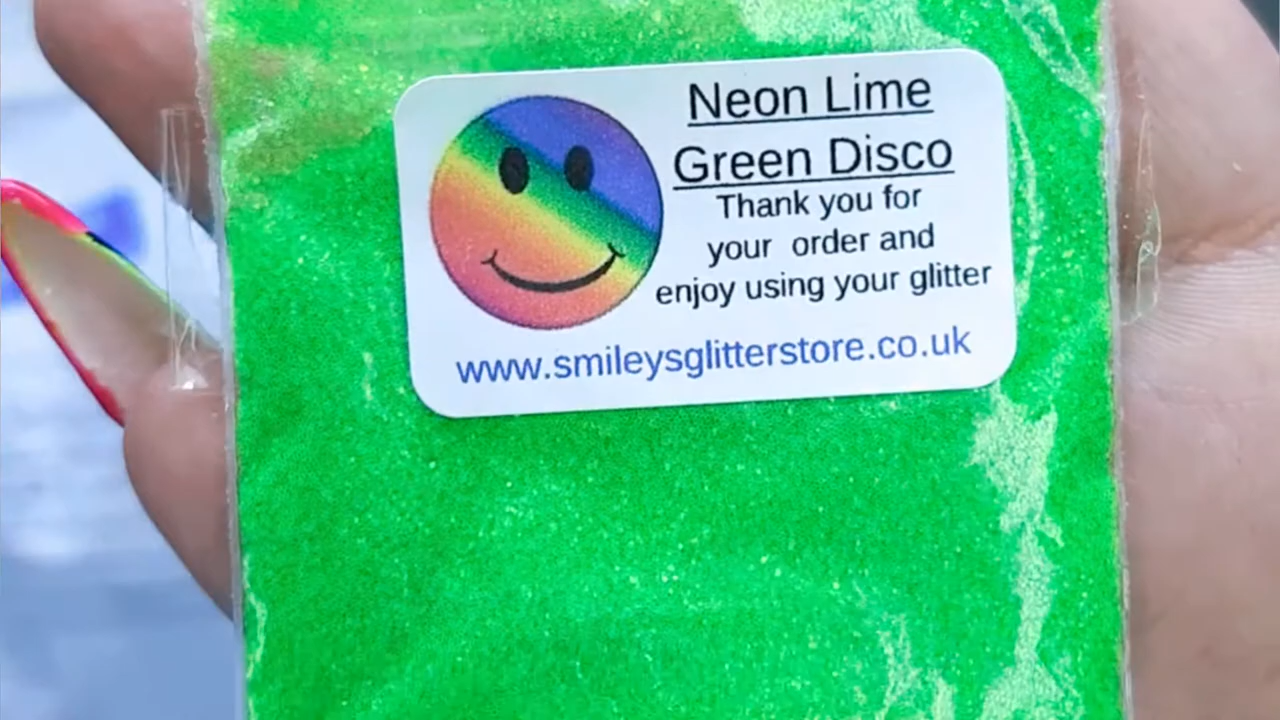 Neon Lime
Green Disco
Thank you for
your  order and
enjoy using your glitter
www.smileysglitterstore.co.uk